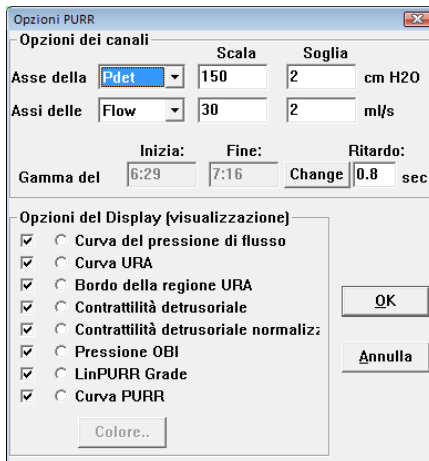 Opzioni PURR
Opzioni dei canali
Scala Soglia
Asse della Pdet 150 2 cm H2O
Assi delle Flow 30 2 ml/s
Inizia: Fine: Ritardo:
Gamma del 6:29 7:16 Change 0.8 sec
Opzioni del Display (visualizzazione)
Curva del pressione di flusso
Curva URA
Bordo della regione URA
Contrattilità detrusoriale
OK
Contrattilità detrusoriale normalizz
Pressione OBI
Annulla
LinPURR Grade
Curva PURR
Colore..